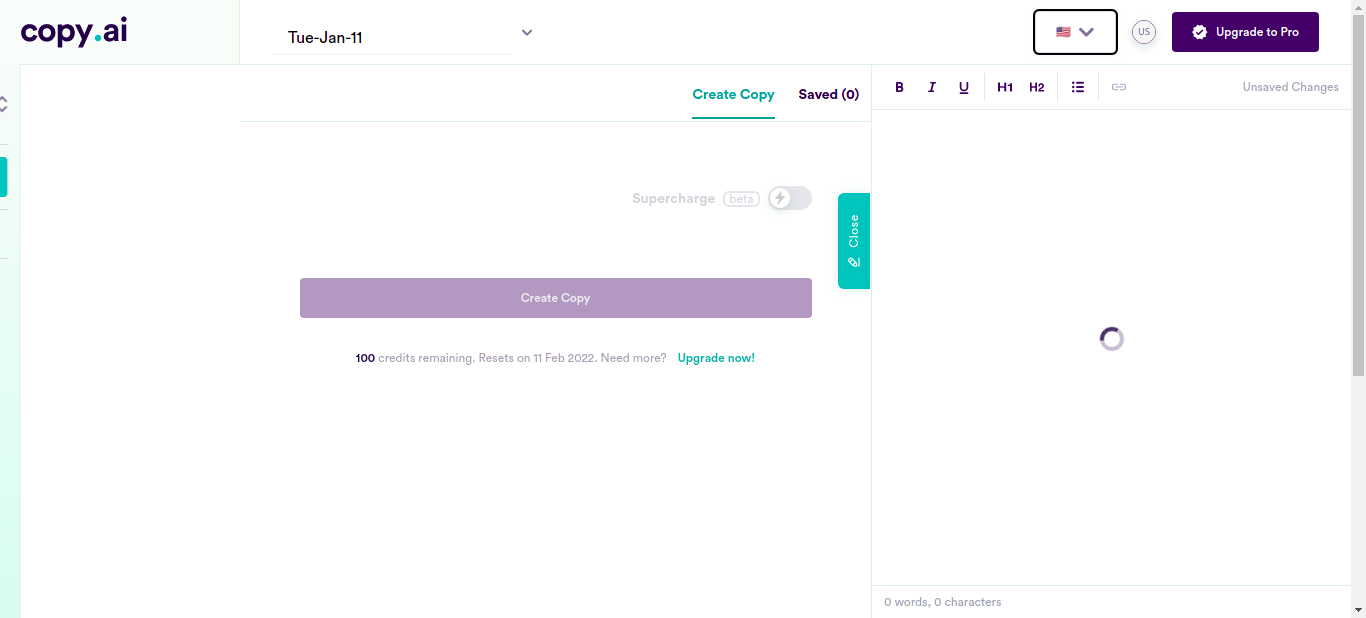 copy.ai
Tue-Jan-11
US
Upgrade to Pro
Create Copy
Saved (0)
B I U H1 H2
Unsaved Changes
Supercharge beta
Close
Create Copy
100 credits remaining. Resets on 11 Feb 2022. Need more? Upgrade now!
0 words, 0 characters